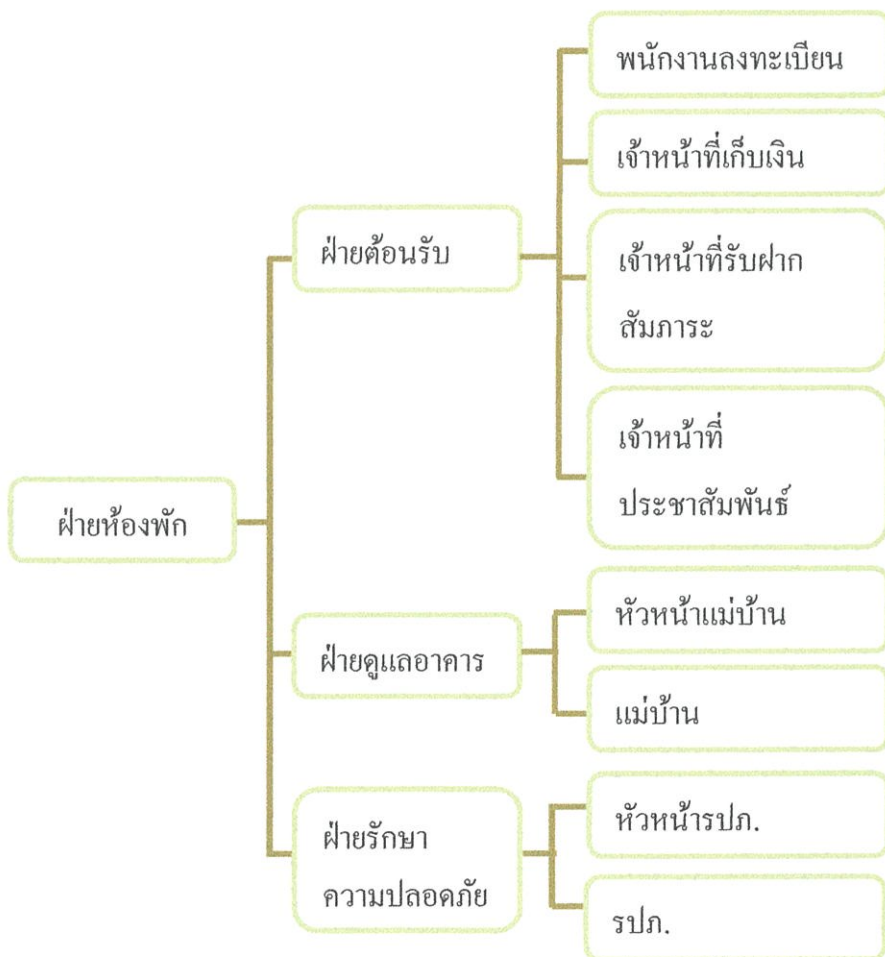 ฝ่ายห้องพัก
ฝ่ายต้อนรับ
พนักงานลงทะเบียน
เจ้าหน้าที่เก็บเงิน
เจ้าหน้าที่รับฝาก
สัมภาระ
เจ้าหน้าที่
ประชาสัมพันธ์
ฝ่ายดูแลอาคาร
หัวหน้าแม่บ้าน
แม่บ้าน
ฝ่ายรักษา
ความปลอดภัย
หัวหน้ารปภ.
รปภ.